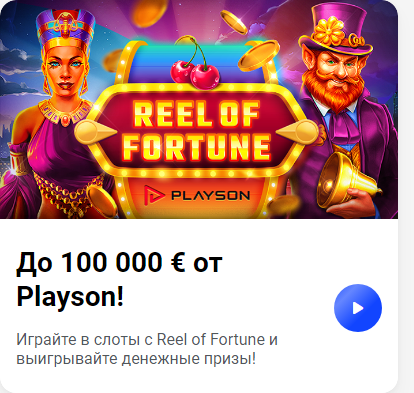 REEL OF
FORTUNE
PLAYSON
До 100 000 € от
Playson!
Играйте в слоты с Reel of Fortune и
выигрывайте денежные призы!